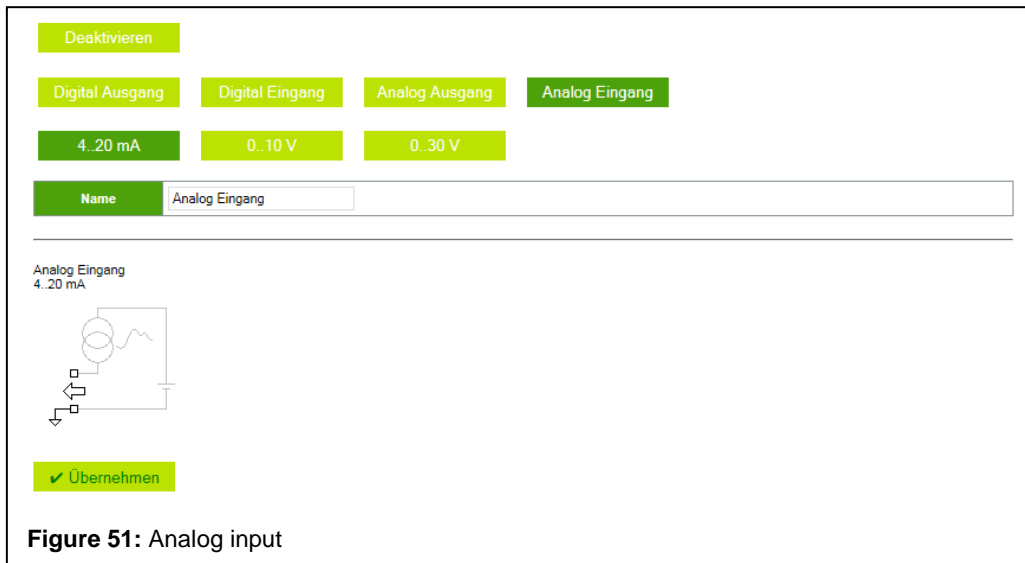 Deaktivieren
Digital Ausgang Digital Eingang Analog Ausgang Analog Eingang
4..20 mA 0..10 V 0..30 V
Name Analog Eingang
Analog Eingang
4..20 mA
✔ Übernehmen
Figure 51: Analog input